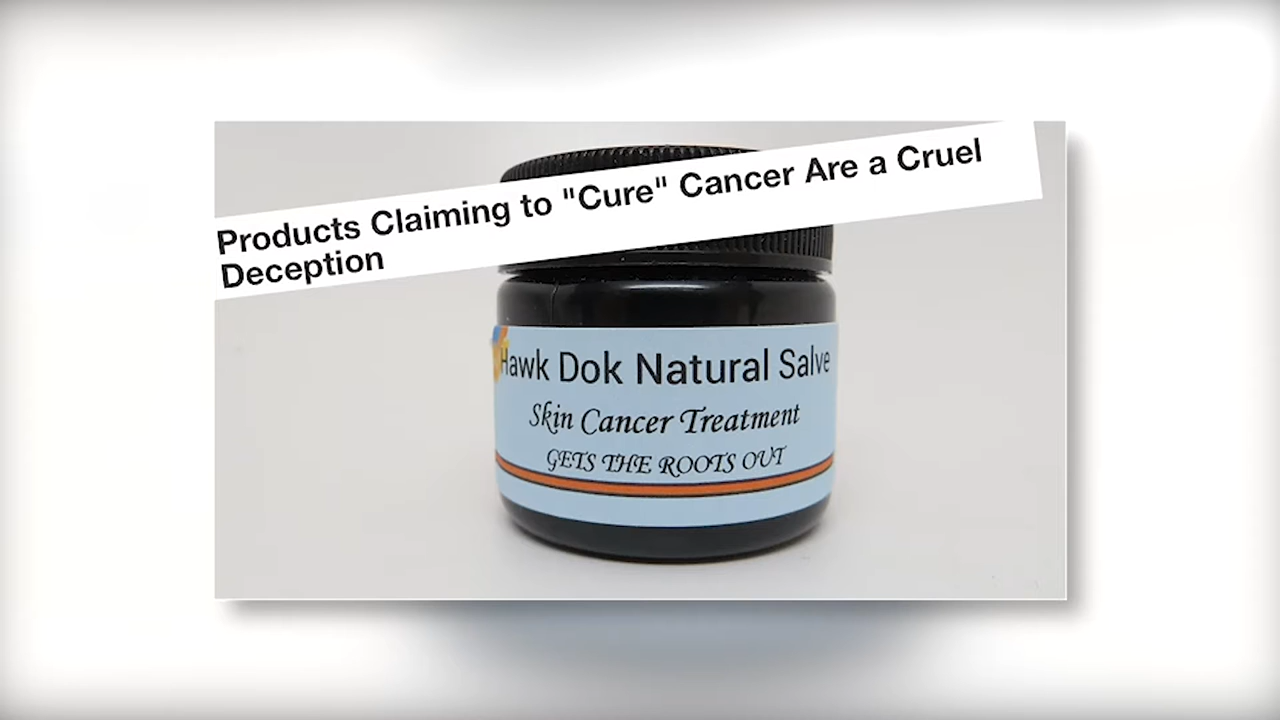 Products Claiming to "Cure" Cancer Are a Cruel
Deception
Hawk Dok Natural Salve
Skin Cancer Treatment
GETS THE ROOTS OUT